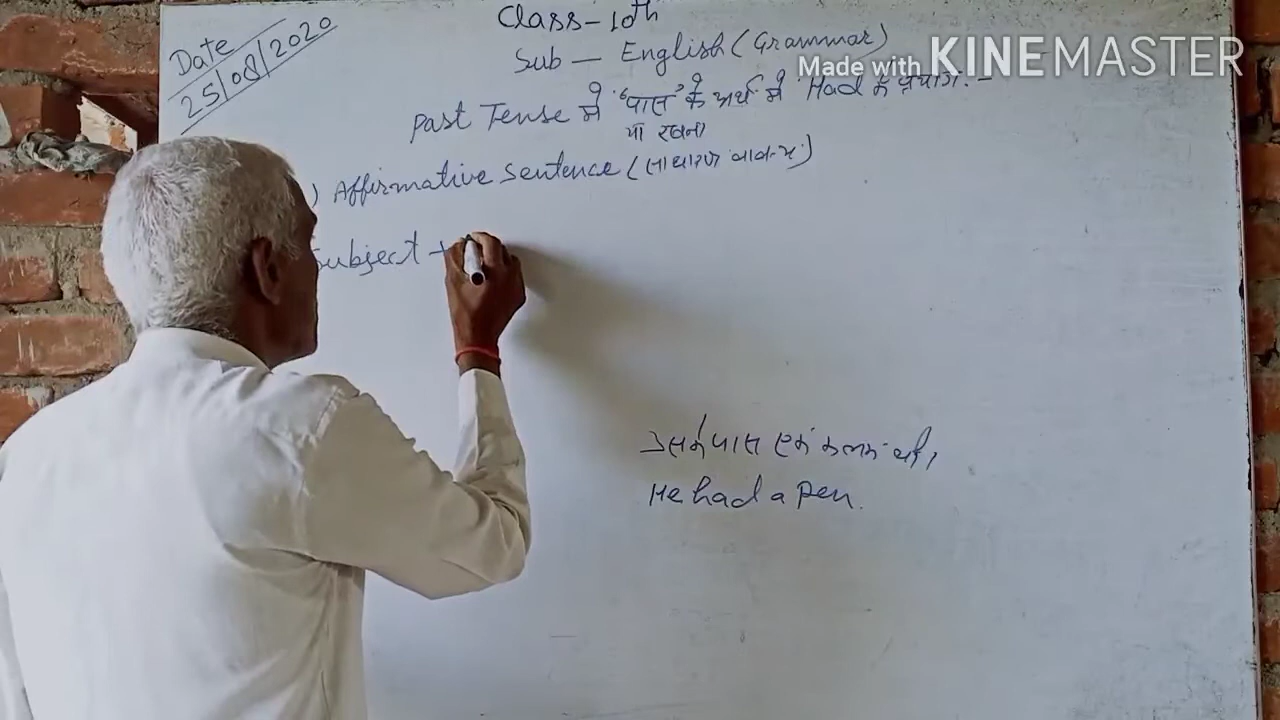 Date
25/08/2020
Class-10th
Sub — English (Grammar)
Made with KINEMASTER
Past Tense में "पास" के अर्थ में 'Had' के प्रयोग :-
या रखना
) Affirmative Sentence (साधारण वाक्य)
Subject +
उसके पास एक कलम थी।
He had a Pen.